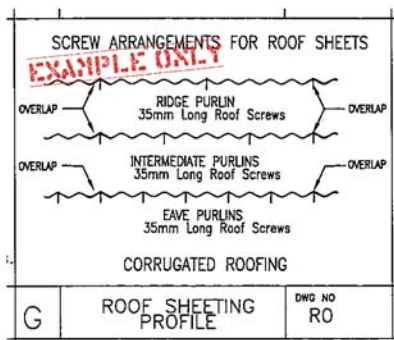 SCREW ARRANGEMENTS FOR ROOF SHEETS
EXAMPLE ONLY
OVERLAP
RIDGE PURLIN
35mm Long Roof Screws
OVERLAP
OVERLAP
INTERMEDIATE PURLINS
35mm Long Roof Screws
OVERLAP
EAVE PURLINS
35mm Long Roof Screws
CORRUGATED ROOFING
G
ROOF SHEETING
PROFILE
DWG NO
RO